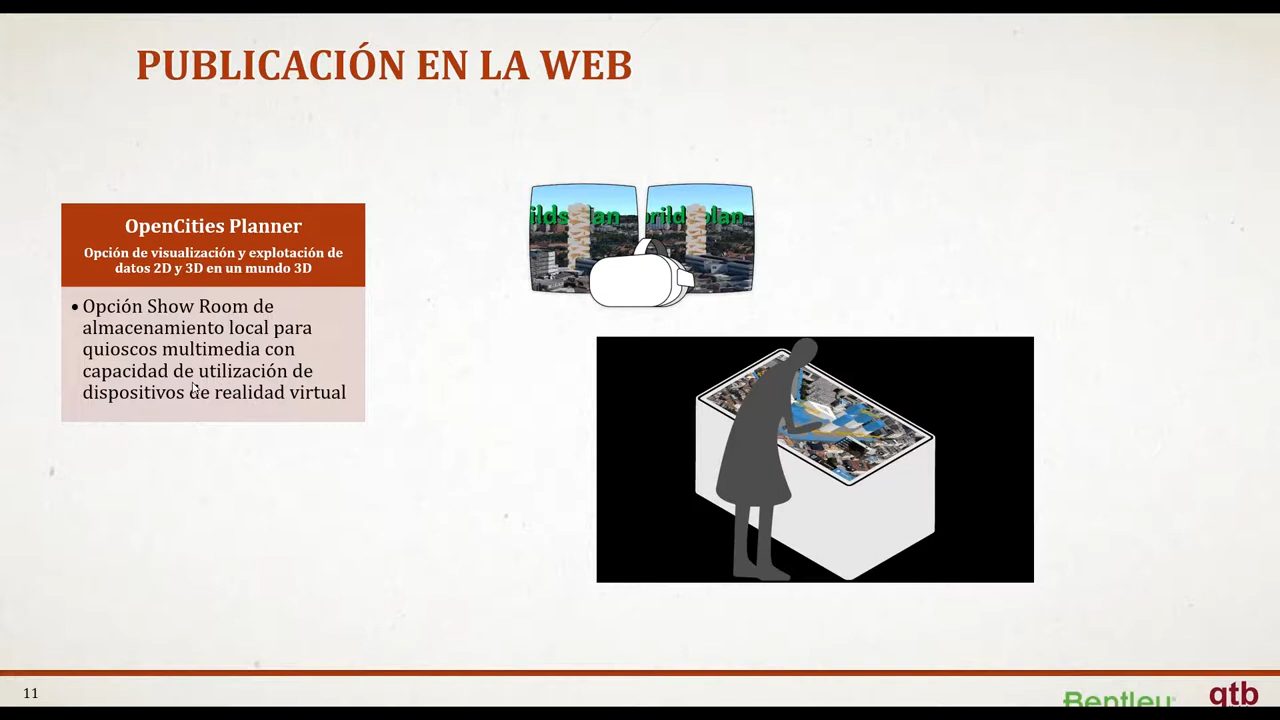 PUBLICACIÓN EN LA WEB
OpenCities Planner
Opción de visualización y explotación de
datos 2D y 3D en un mundo 3D
• Opción Show Room de
almacenamiento local para
quioscos multimedia con
capacidad de utilización de
dispositivos de realidad virtual
11
Bentley